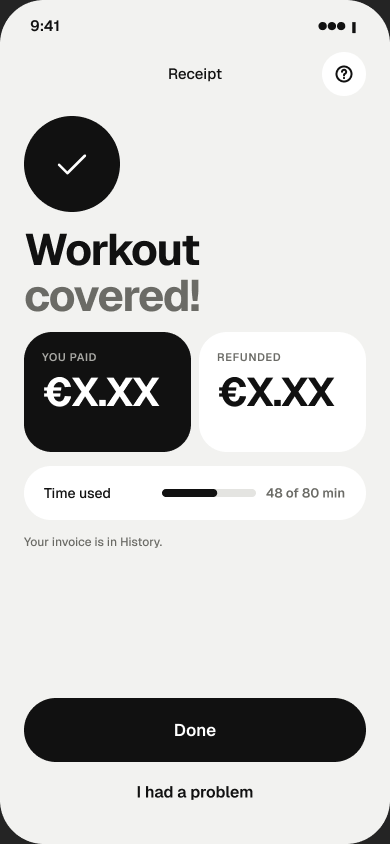 9:41
Receipt
Workout
covered!
YOU PAID
€X.XX
REFUNDED
€X.XX
Time used
48 of 80 min
Your invoice is in History.
Done
I had a problem